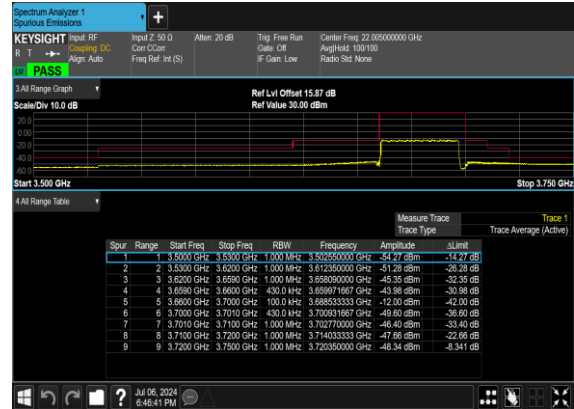 Spectrum Analyzer 1
Spurious Emissions
+
KEYSIGHT Input: RF Input Z: 50 Ω Atten: 20 dB Trig: Free Run Center Freq: 22.005000000 GHz
R T Coupling: DC Corr CCorr Gate: Off Avg|Hold: 100/100
Align: Auto Freq Ref: Int (S) IF Gain: Low Radio Std: None
PASS
3 All Range Graph Ref Lvl Offset 15.87 dB
Scale/Div 10.0 dB Ref Value 30.00 dBm
20.0
0.00
-20.0
-40.0
-60.0
Start 3.500 GHz Stop 3.750 GHz
4 All Range Table
Measure Trace Trace 1
Trace Type Trace Average (Active)
Spur Range Start Freq Stop Freq RBW Frequency Amplitude ΔLimit
1 1 3.5000 GHz 3.5300 GHz 1.000 MHz 3.502550000 GHz -54.27 dBm -14.27 dB
2 2 3.5300 GHz 3.6200 GHz 1.000 MHz 3.612350000 GHz -51.28 dBm -26.28 dB
3 3 3.6200 GHz 3.6590 GHz 1.000 MHz 3.658090000 GHz -45.35 dBm -32.35 dB
4 4 3.6590 GHz 3.6600 GHz 430.0 kHz 3.659971667 GHz -43.98 dBm -30.98 dB
5 5 3.6600 GHz 3.7000 GHz 100.0 kHz 3.688533333 GHz -12.00 dBm -42.00 dB
6 6 3.7000 GHz 3.7010 GHz 430.0 kHz 3.700931667 GHz -49.60 dBm -36.60 dB
7 7 3.7010 GHz 3.7100 GHz 1.000 MHz 3.702770000 GHz -46.40 dBm -33.40 dB
8 8 3.7100 GHz 3.7200 GHz 1.000 MHz 3.714033333 GHz -47.66 dBm -22.66 dB
9 9 3.7200 GHz 3.7500 GHz 1.000 MHz 3.720350000 GHz -48.34 dBm -8.341 dB
? Jul 06, 2024
6:46:41 PM